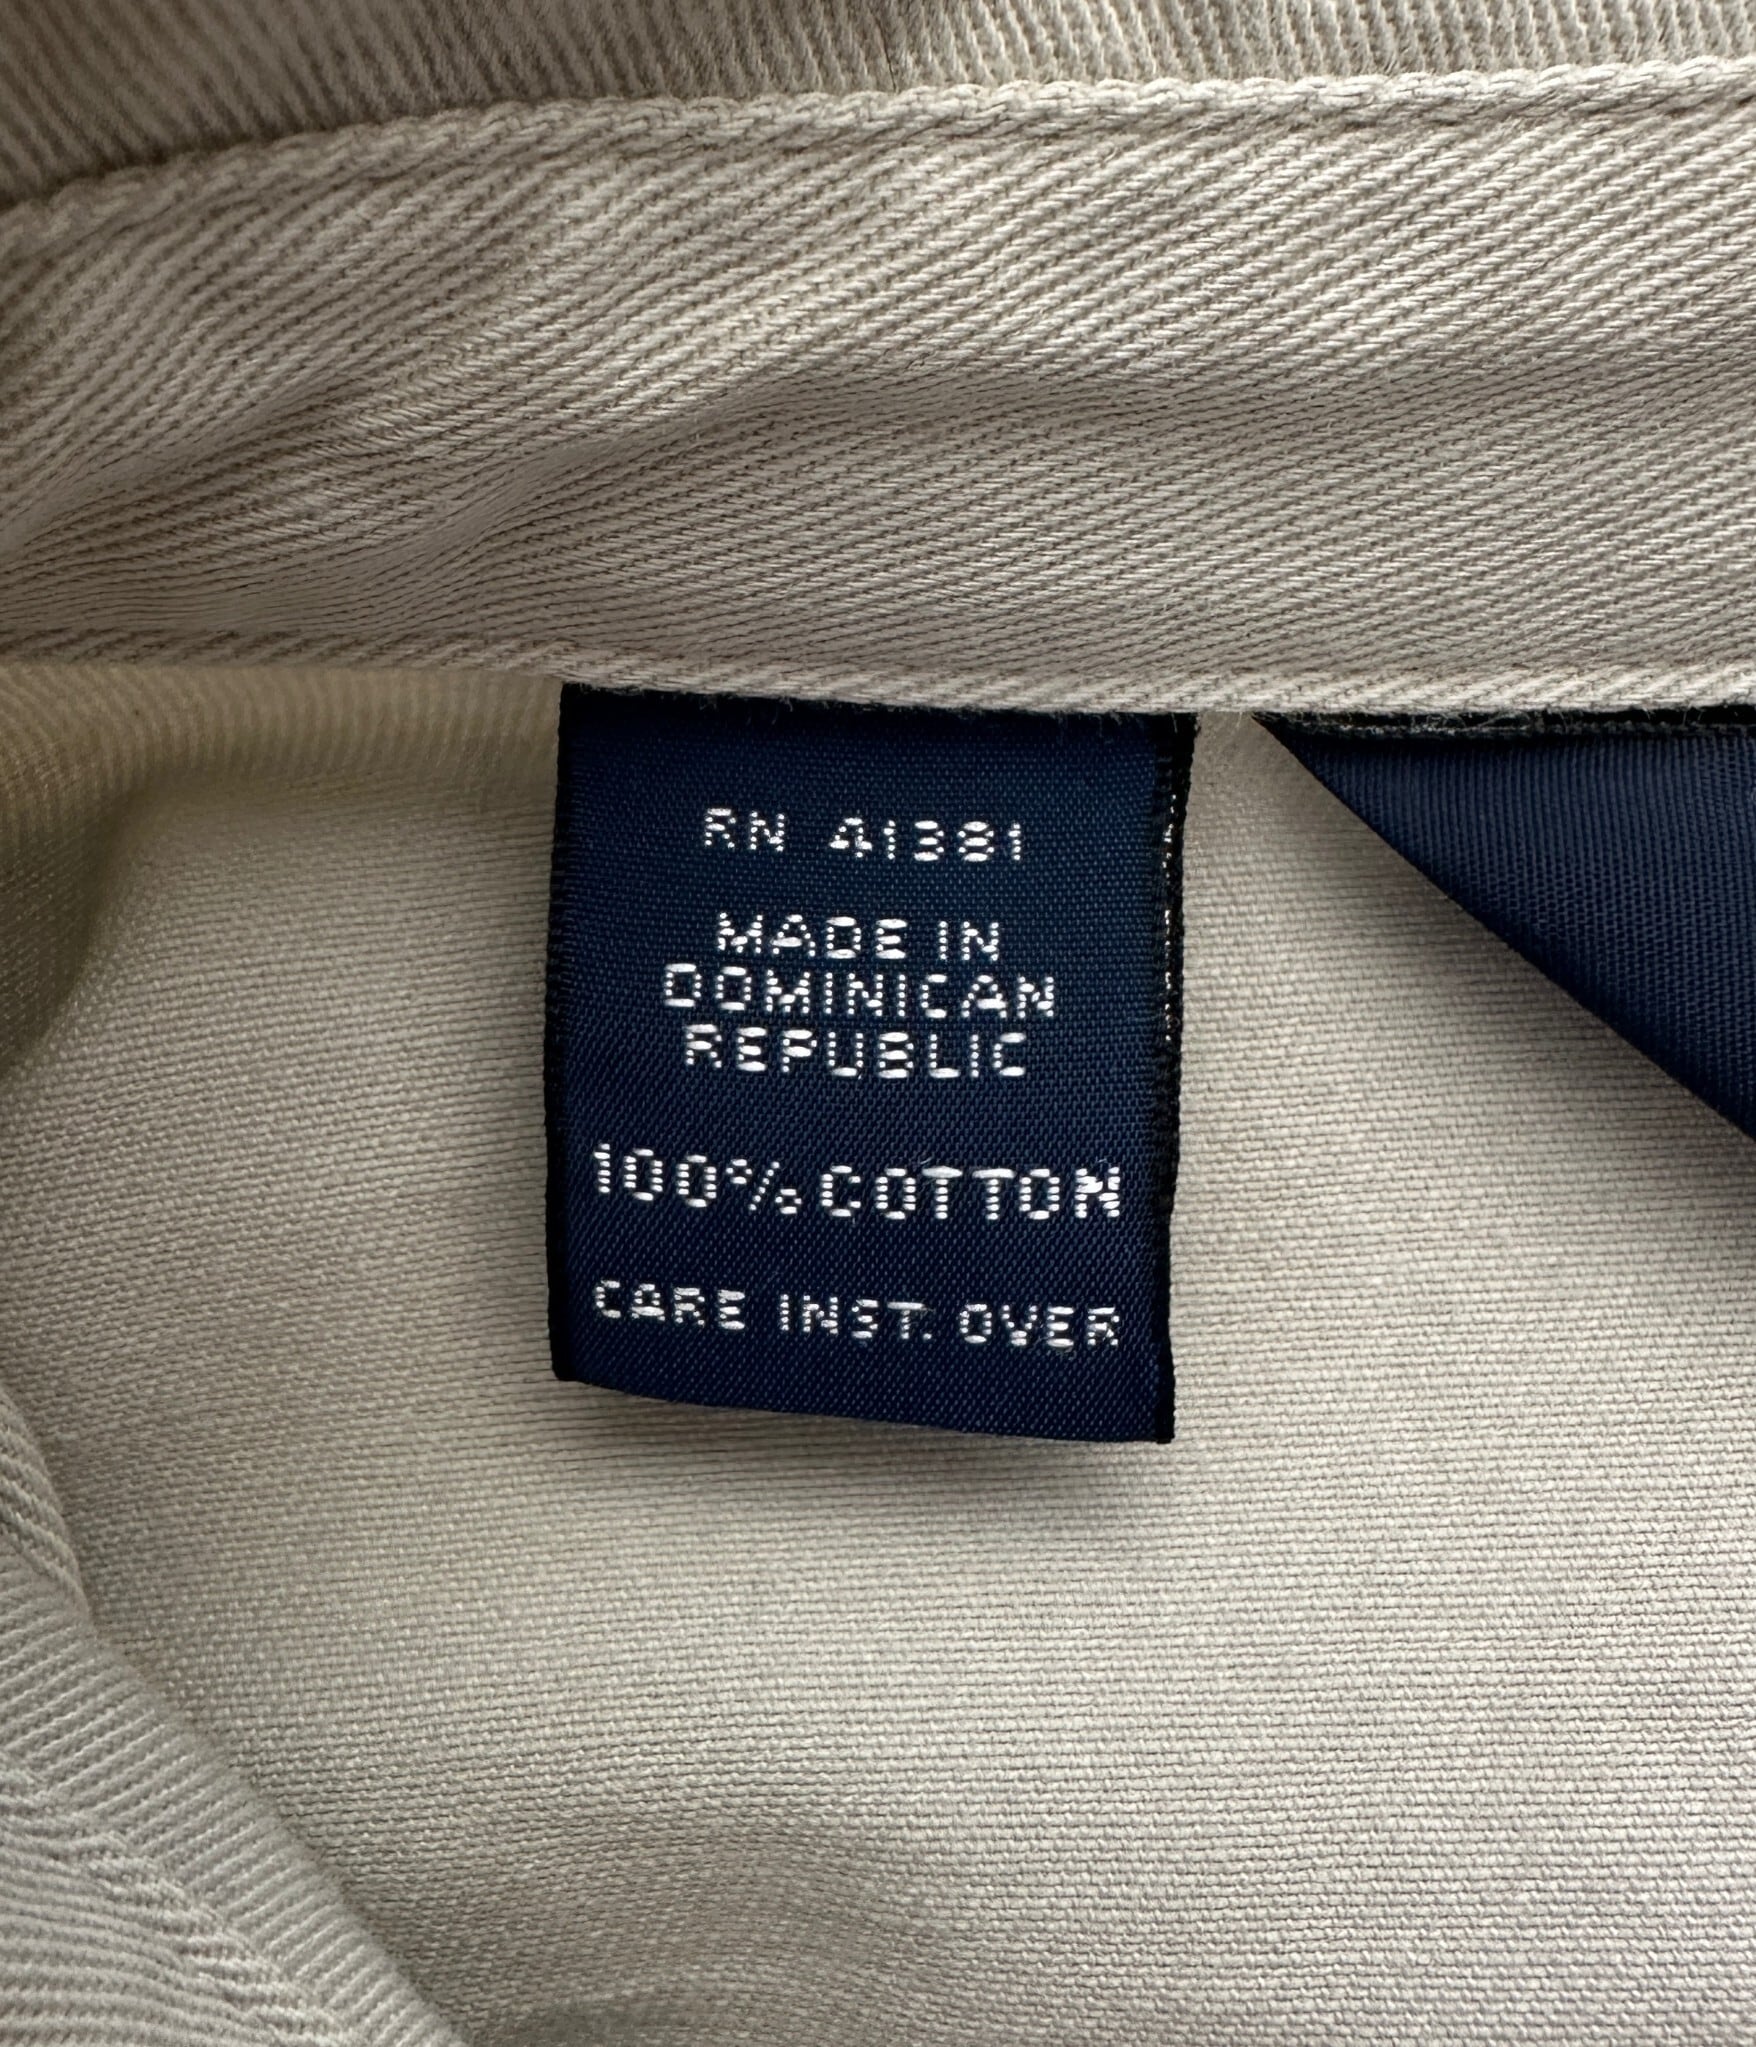 RN 41381
MADE IN
DOMINICAN
REPUBLIC
100% COTTON
CARE INST. OVER